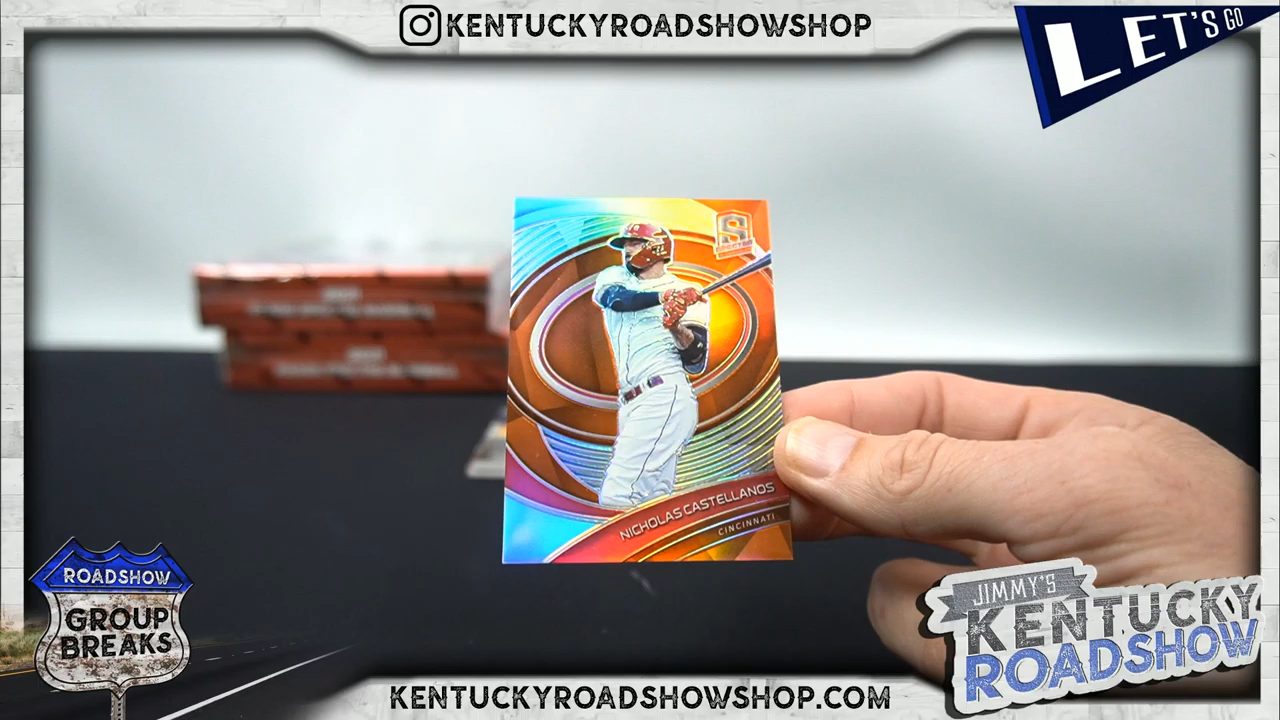 KENTUCKYROADSHOWSHOP
LET'S GO
S
NICHOLAS CASTELLANOS
CINCINNATI
ROADSHOW
GROUP
BREAKS
JIMMY'S
KENTUCKY
ROADSHOW
KENTUCKYROADSHOWSHOP.COM